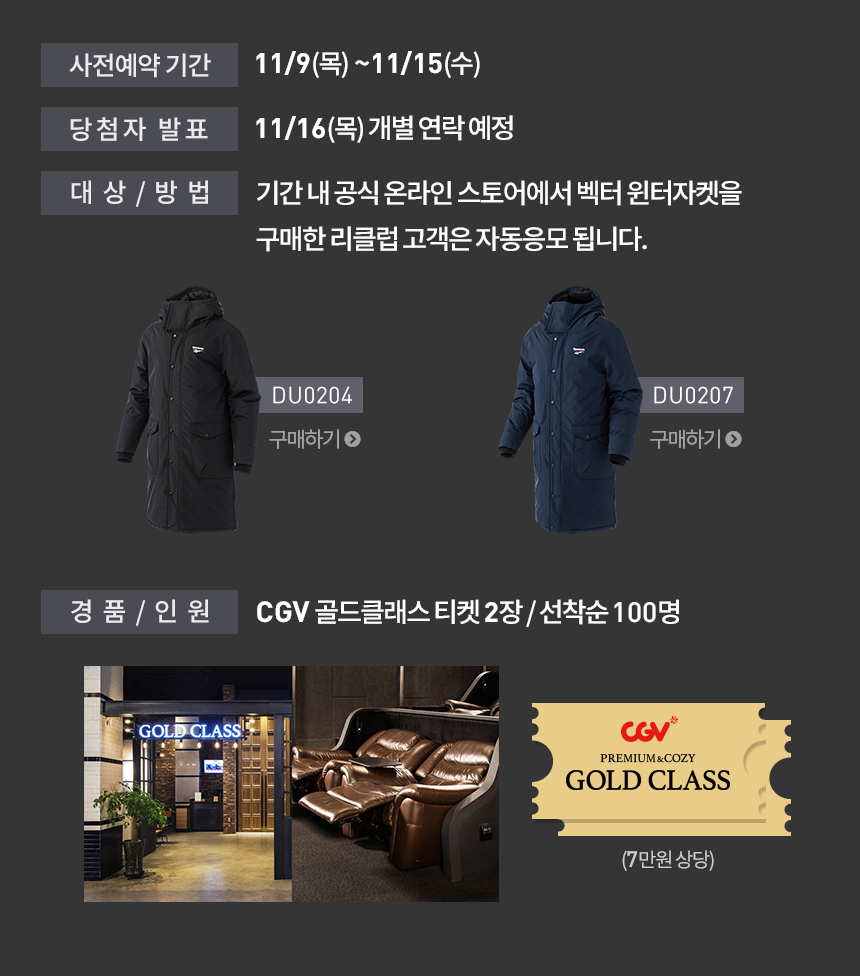 사전예약 기간 11/9(목) ~11/15(수)
당첨자 발표 11/16(목) 개별 연락 예정
대 상 / 방 법 기간 내 공식 온라인 스토어에서 벡터 윈터자켓을
구매한 리클럽 고객은 자동응모 됩니다.
DU0204
구매하기
DU0207
구매하기
경 품 / 인 원 CGV 골드클래스 티켓 2장 / 선착순 100명
GOLD CLASS
CGV
PREMIUM&COZY
GOLD CLASS
(7만원 상당)